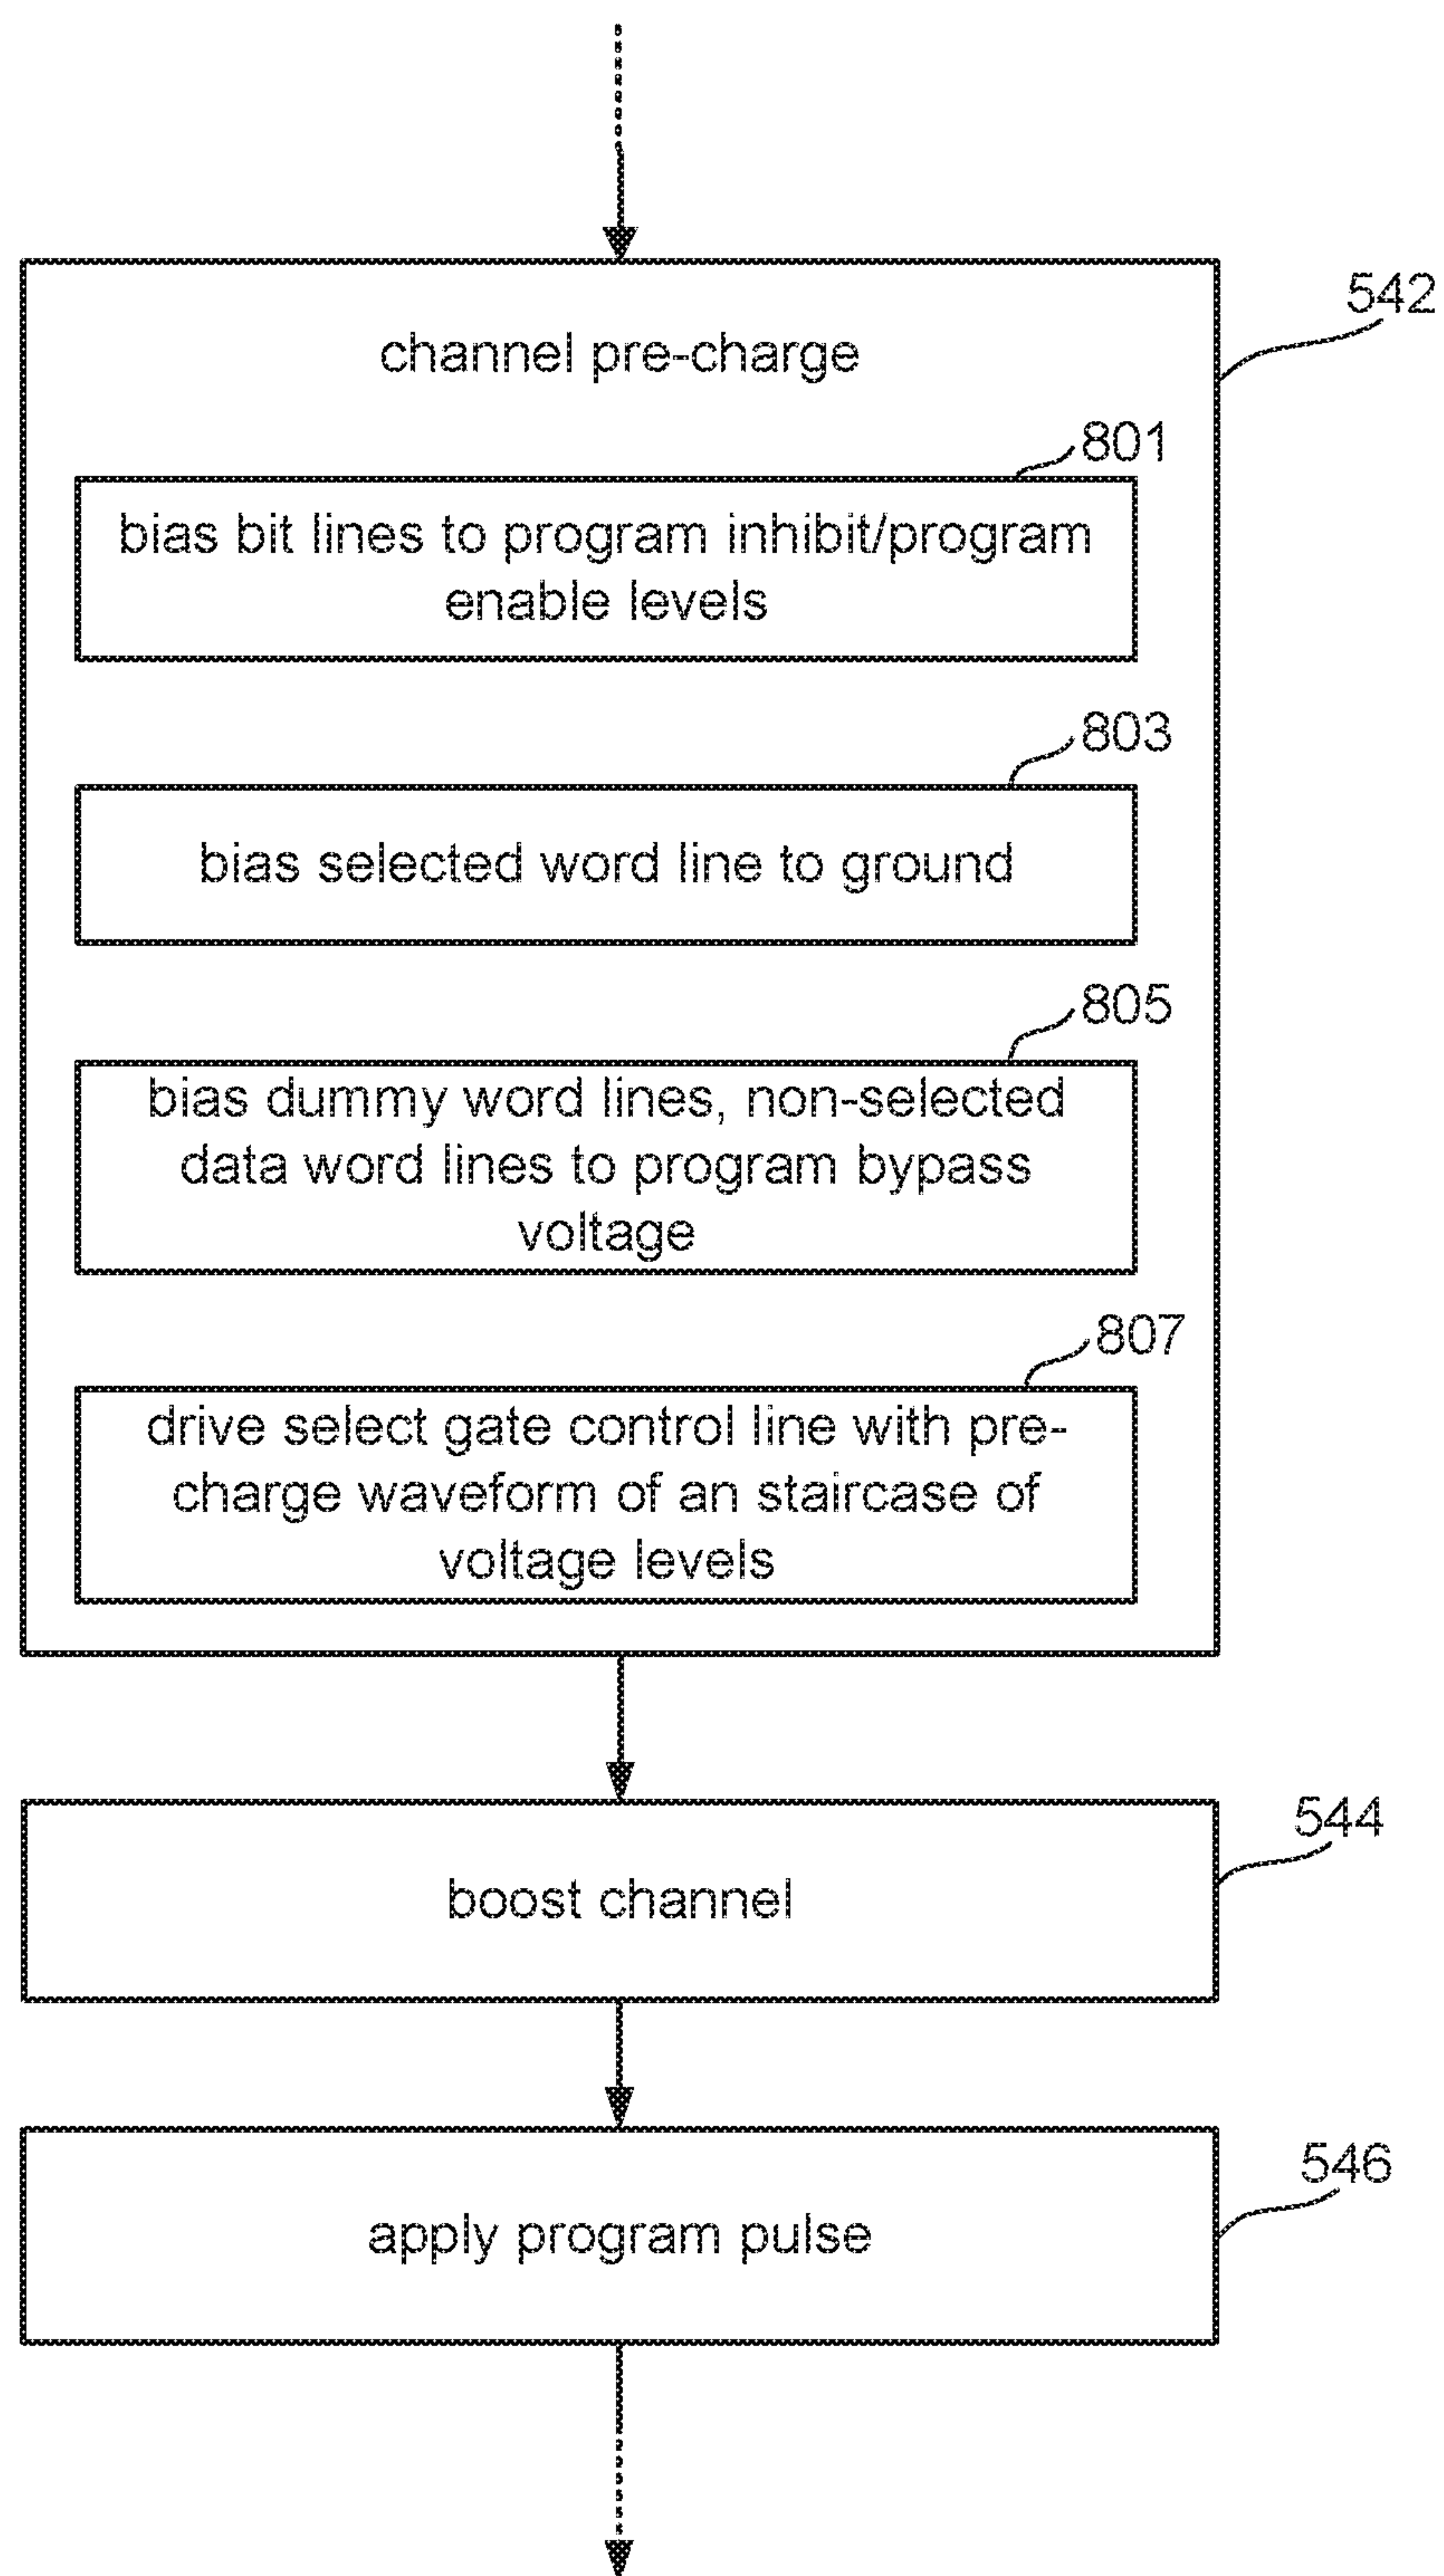 542
channel pre-charge
801
bias bit lines to program inhibit/program
enable levels
803
bias selected word line to ground
805
bias dummy word lines, non-selected
data word lines to program bypass
voltage
807
drive select gate control line with pre-
charge waveform of an staircase of
voltage levels
544
boost channel
546
apply program pulse